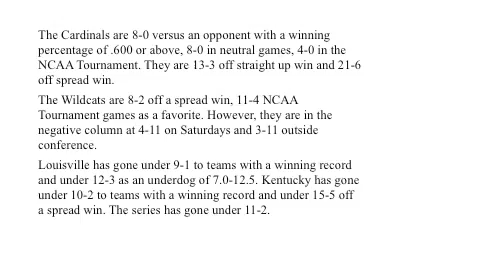 The Cardinals are 8-0 versus an opponent with a winning
percentage of .600 or above, 8-0 in neutral games, 4-0 in the
NCAA Tournament. They are 13-3 off straight up win and 21-6
off spread win.
The Wildcats are 8-2 off a spread win, 11-4 NCAA
Tournament games as a favorite. However, they are in the
negative column at 4-11 on Saturdays and 3-11 outside
conference.
Louisville has gone under 9-1 to teams with a winning record
and under 12-3 as an underdog of 7.0-12.5. Kentucky has gone
under 10-2 to teams with a winning record and under 15-5 off
a spread win. The series has gone under 11-2.